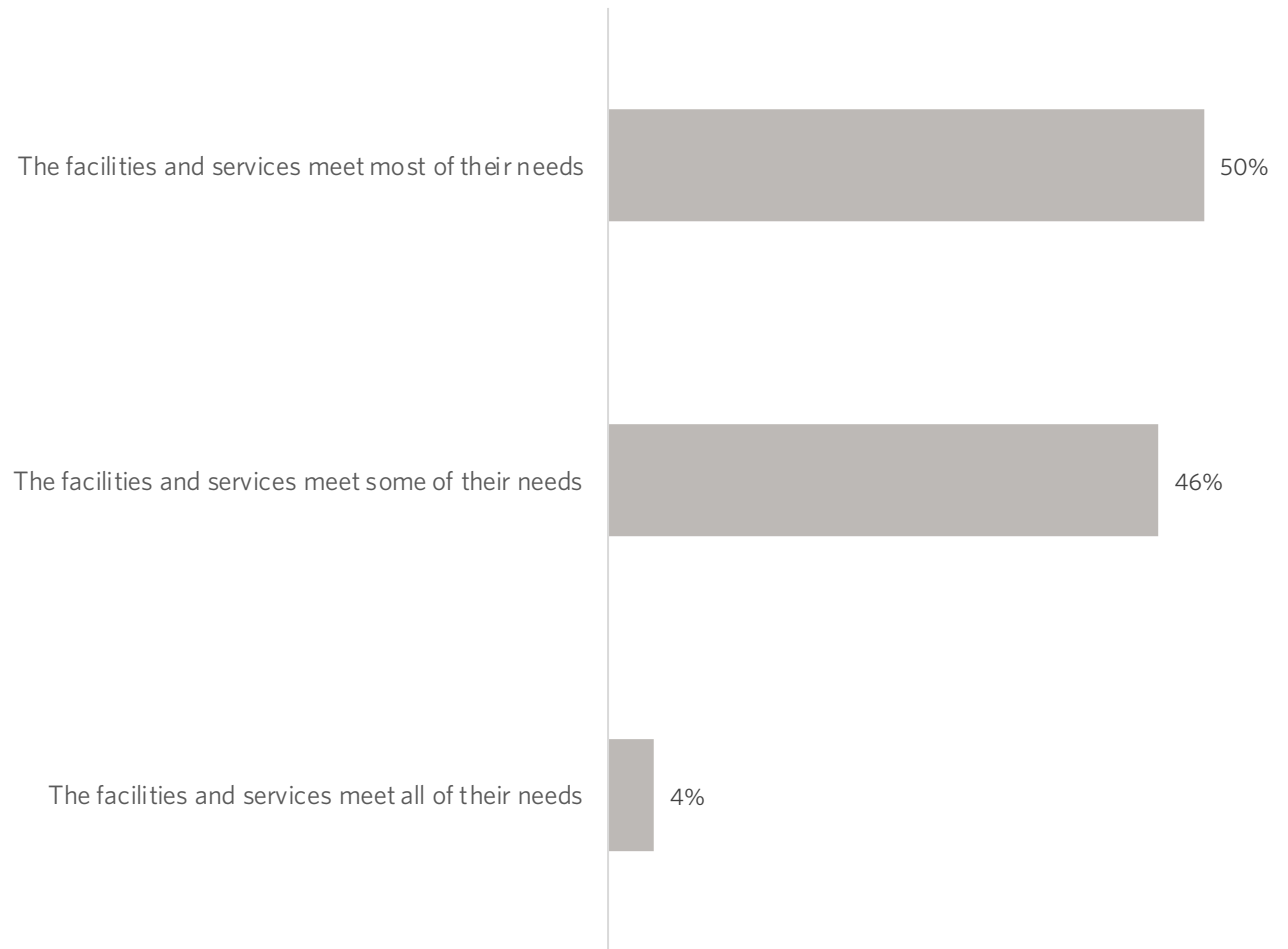 The facilities and services meet most of their needs
50%
The facilities and services meet some of their needs
46%
The facilities and services meet all of their needs
4%